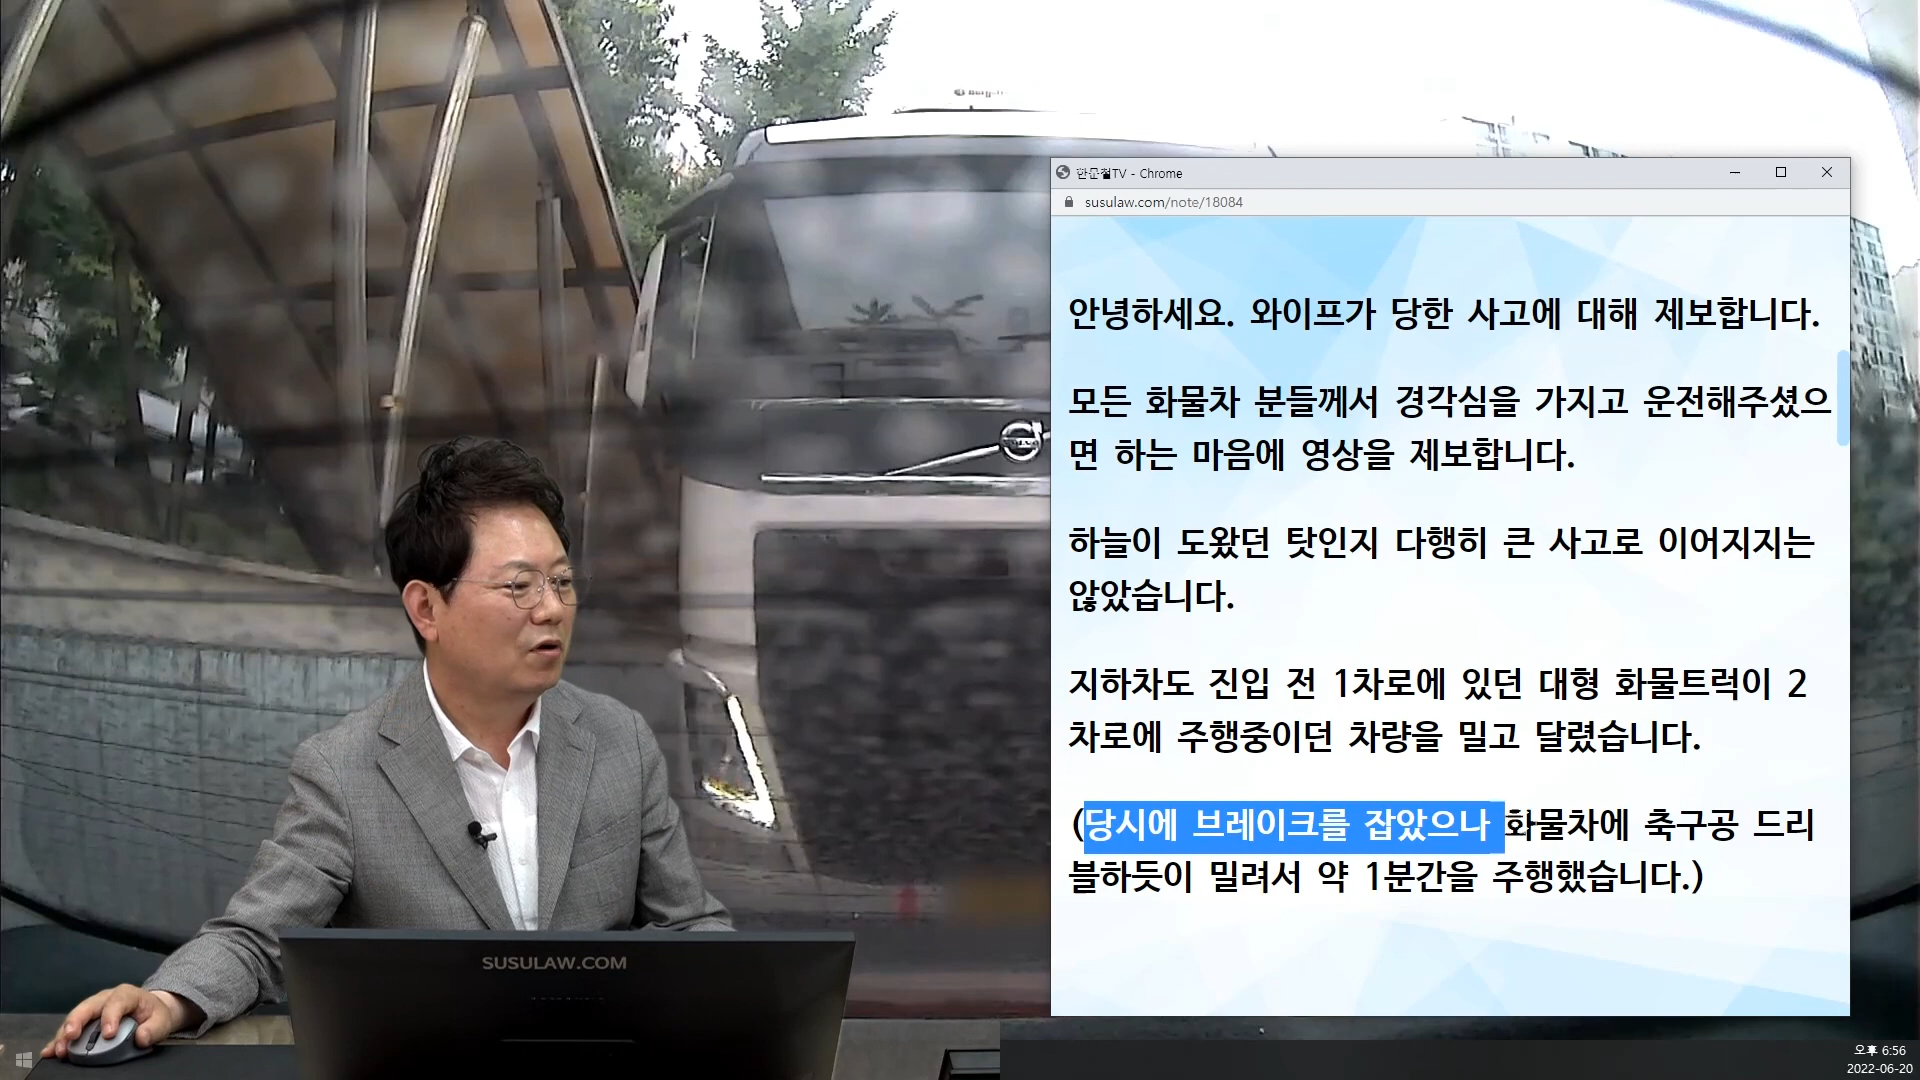 한문철TV - Chrome
susulaw.com/note/18084
안녕하세요. 와이프가 당한 사고에 대해 제보합니다.
모든 화물차 분들께서 경각심을 가지고 운전해주셨으
면 하는 마음에 영상을 제보합니다.
하늘이 도왔던 탓인지 다행히 큰 사고로 이어지지는
않았습니다.
지하차도 진입 전 1차로에 있던 대형 화물트럭이 2
차로에 주행중이던 차량을 밀고 달렸습니다.
(당시에 브레이크를 잡았으나 화물차에 축구공 드리
블하듯이 밀려서 약 1분간을 주행했습니다.)
SUSULAW.COM
오후 6:56
2022-06-20